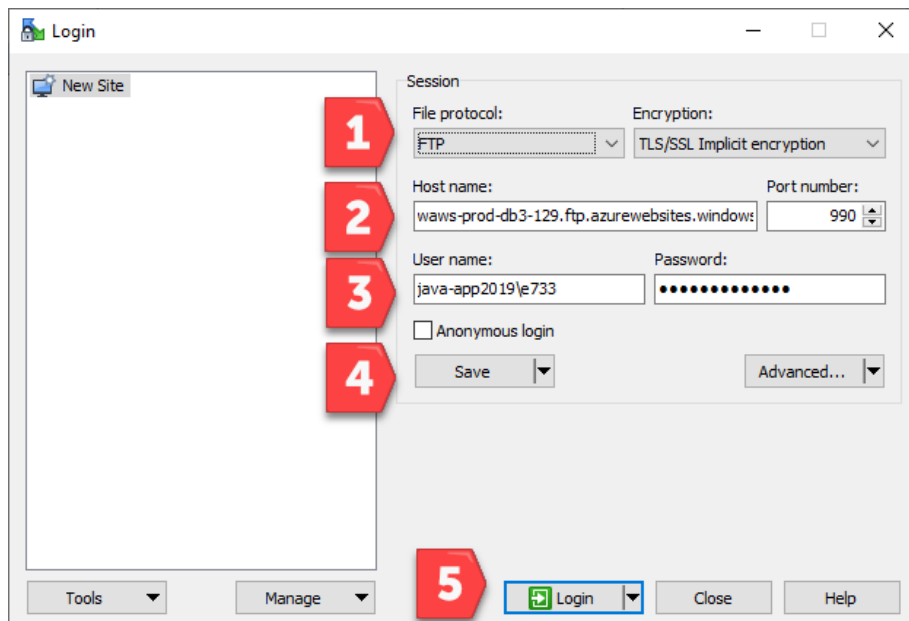 Login
New Site
Session
File protocol: Encryption:
1 FTP TLS/SSL Implicit encryption
Host name: Port number:
2 waws-prod-db3-129.ftp.azurewebsites.windows 990
User name: Password:
3 java-app2019\e733 •••••••••••••
Anonymous login
4 Save Advanced...
5 Login Close Help
Tools Manage